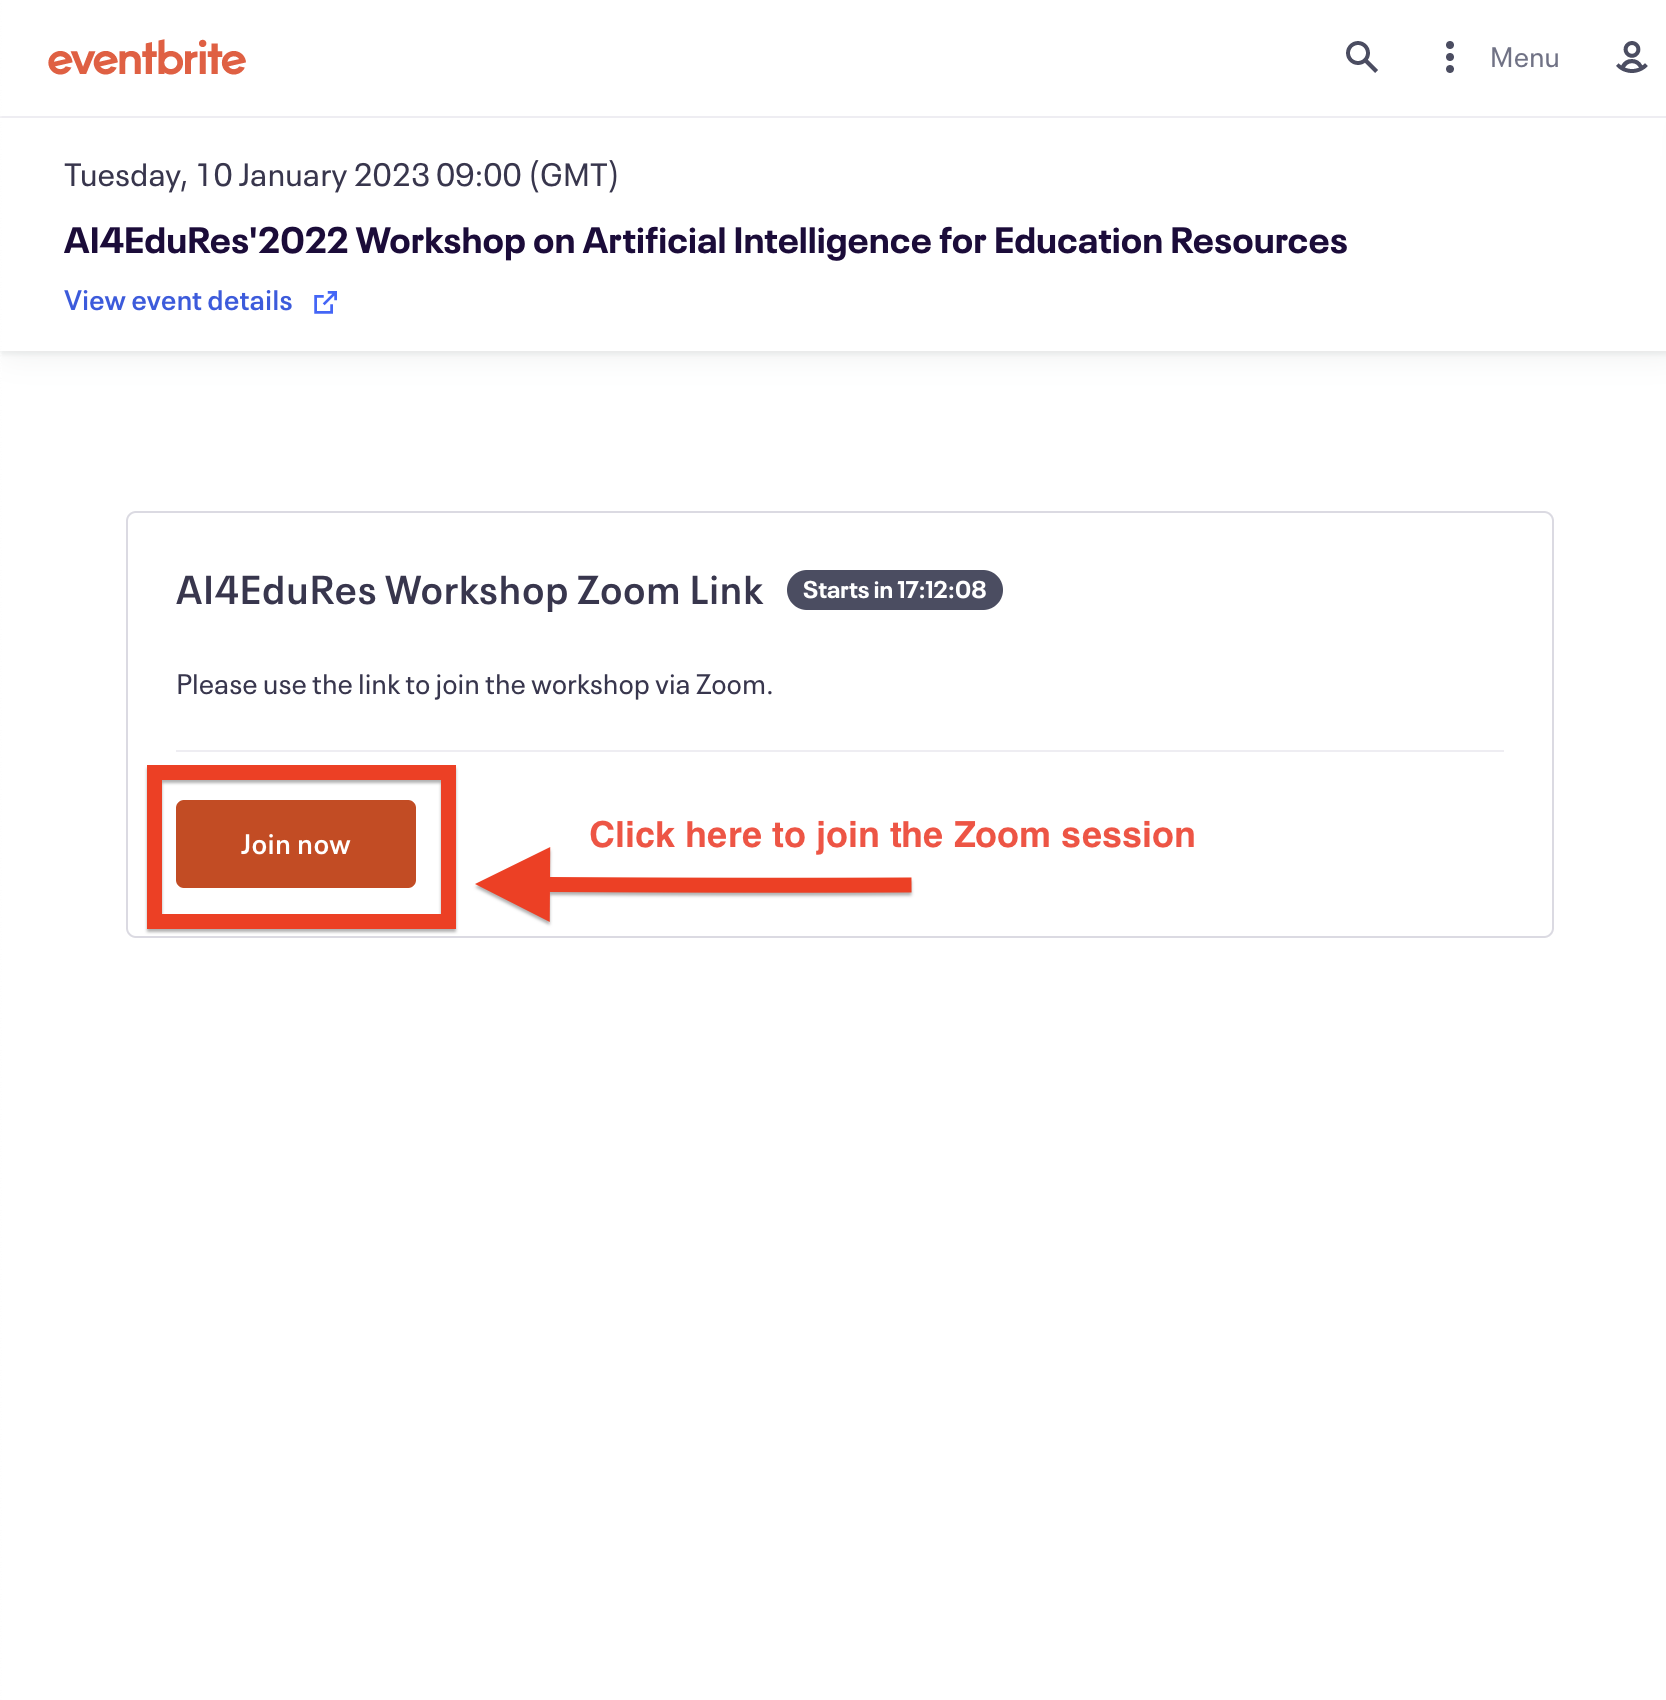 eventbrite
Menu
Tuesday, 10 January 2023 09:00 (GMT)
AI4EduRes'2022 Workshop on Artificial Intelligence for Education Resources
View event details
AI4EduRes Workshop Zoom Link
Starts in 17:12:08
Please use the link to join the workshop via Zoom.
Join now
Click here to join the Zoom session